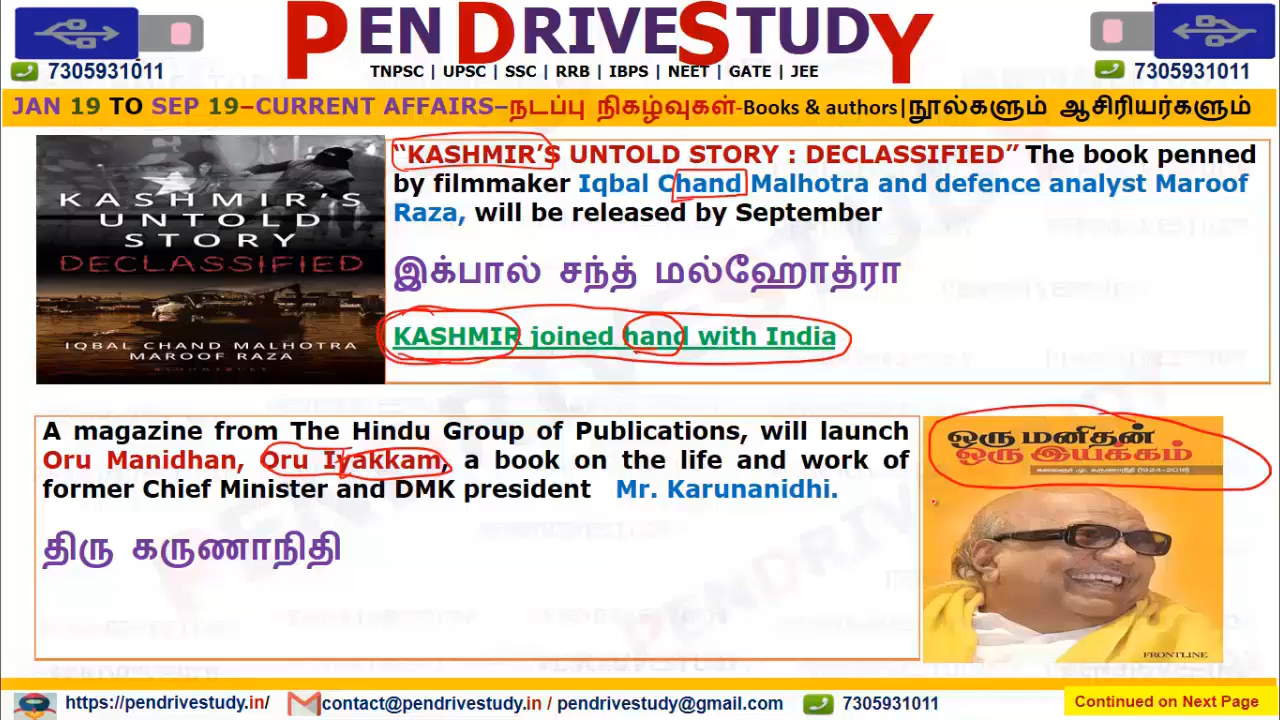 PENDRIVESTUDY
7305931011
TNPSC | UPSC | SSC | RRB | IBPS | NEET | GATE | JEE
7305931011
JAN 19 TO SEP 19–CURRENT AFFAIRS–நடப்பு நிகழ்வுகள்-Books & authors|நூல்களும் ஆசிரியர்களும்
KASHMIR'S
UNTOLD
STORY
DECLASSIFIED
IQBAL CHAND MALHOTRA
MAROOF RAZA
BLOOMSBURY
“KASHMIR’S UNTOLD STORY : DECLASSIFIED” The book penned
by filmmaker Iqbal Chand Malhotra and defence analyst Maroof
Raza, will be released by September
இக்பால் சந்த் மல்ஹோத்ரா
KASHMIR joined hand with India
A magazine from The Hindu Group of Publications, will launch
Oru Manidhan, Oru Iyakkam, a book on the life and work of
former Chief Minister and DMK president Mr. Karunanidhi.
திரு கருணாநிதி
ஒரு மனிதன்
ஒரு இயக்கம்
கலைஞர் மு. கருணாநிதி (1924-2018)
FRONTLINE
https://pendrivestudy.in/
contact@pendrivestudy.in / pendrivestudy@gmail.com
7305931011
Continued on Next Page